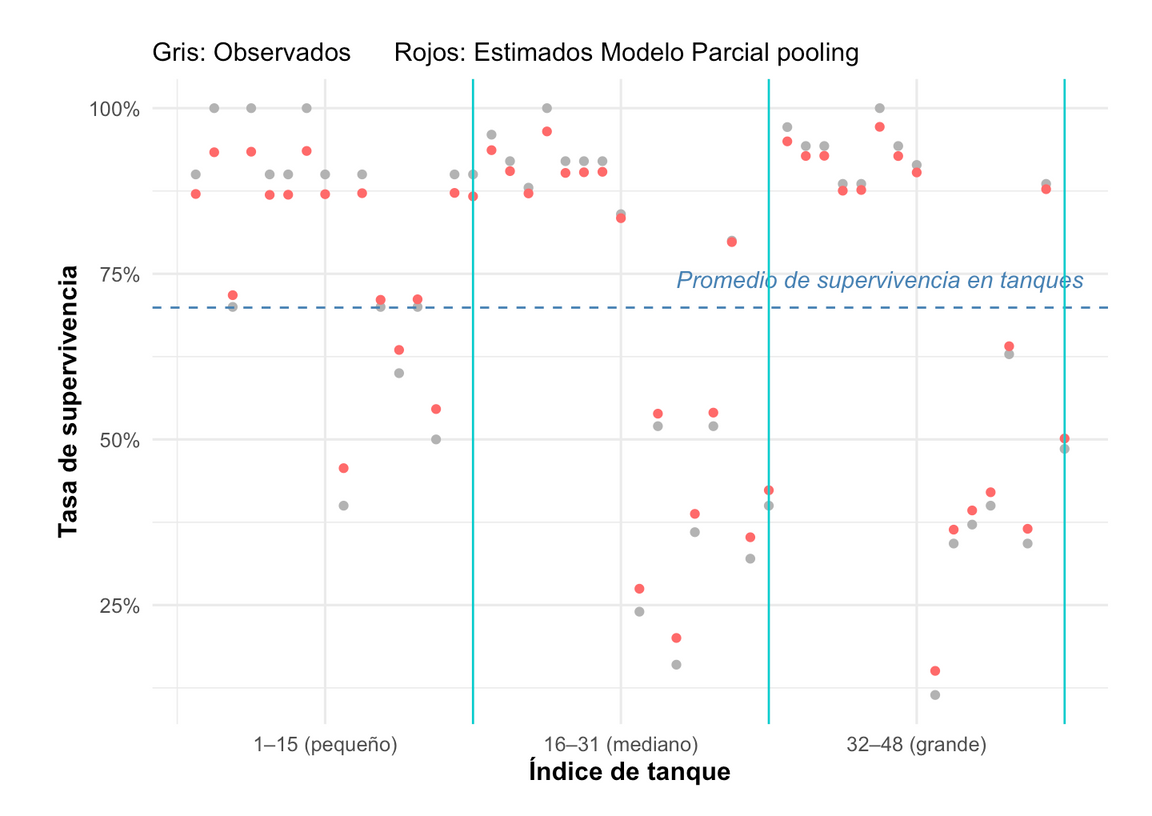 Gris: Observados Rojos: Estimados Modelo Parcial pooling
100%
75%
50%
25%
Promedio de supervivencia en tanques
Tasa de supervivencia
1–15 (pequeño) 16–31 (mediano) 32–48 (grande)
Índice de tanque